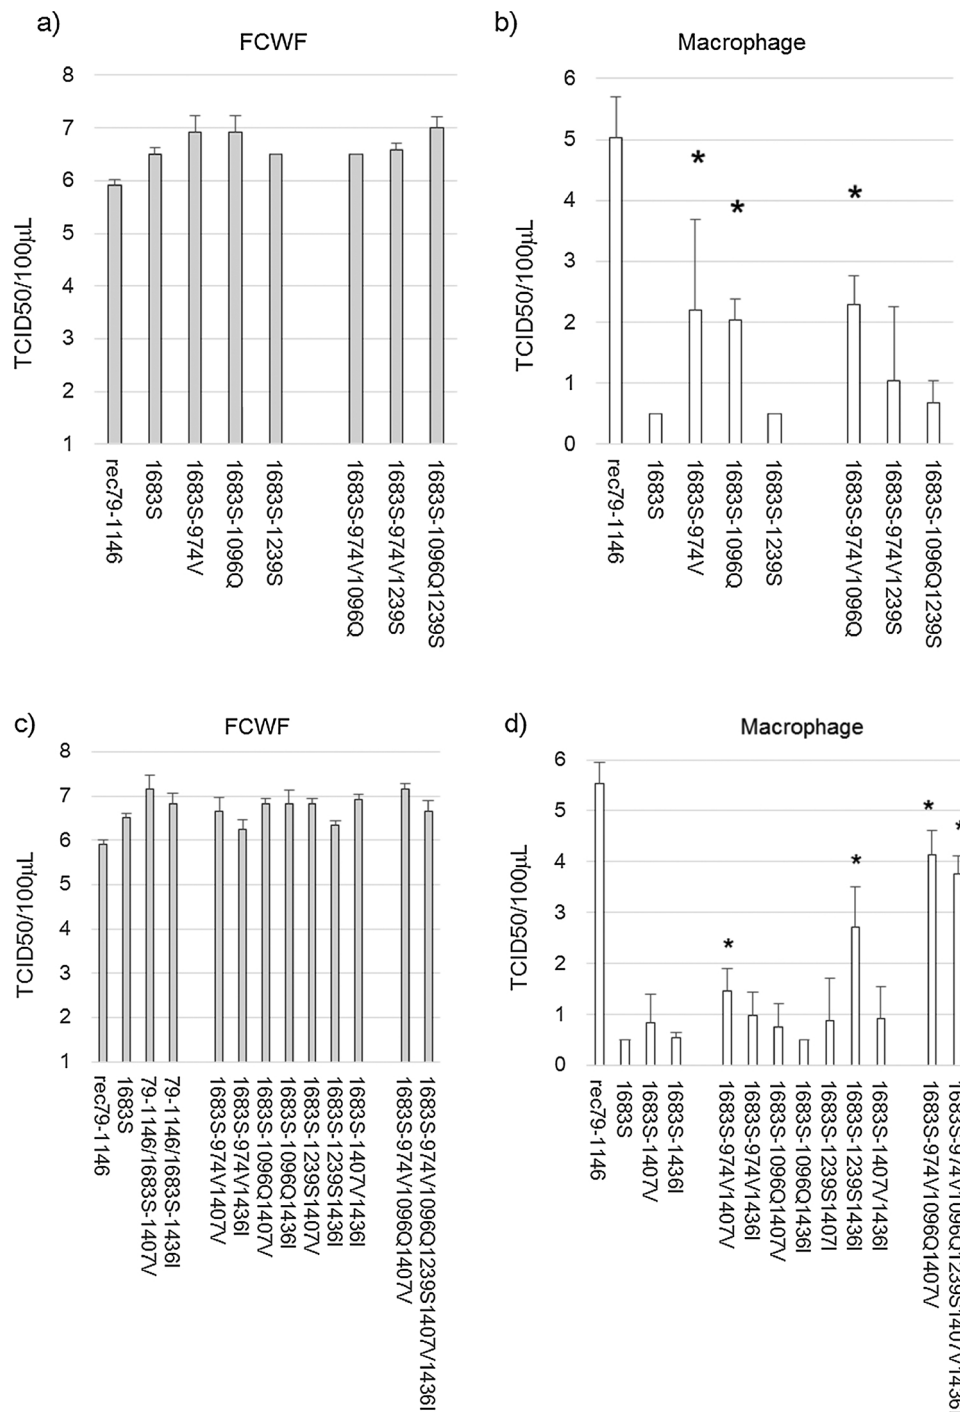 a)
FCWF
8
7
6
5
4
3
2
1
TCID50/100µL
rec79-1146
1683S
1683S-974V
1683S-1096Q
1683S-1239S
1683S-974V1096Q
1683S-974V1239S
1683S-1096Q1239S
b)
Macrophage
6
5
4
3
2
1
0
TCID50/100µL
*
*
*
rec79-1146
1683S
1683S-974V
1683S-1096Q
1683S-1239S
1683S-974V1096Q
1683S-974V1239S
1683S-1096Q1239S
c)
FCWF
8
7
6
5
4
3
2
1
TCID50/100µL
rec79-1146
1683S
79-1146/1683S-1407V
79-1146/1683S-1436I
1683S-974V1407V
1683S-974V1436I
1683S-1096Q1407V
1683S-1096Q1436I
1683S-1239S1407V
1683S-1239S1436I
1683S-1407V1436I
1683S-974V1096Q1407V
1683S-974V1096Q1239S1407V1436I
d)
Macrophage
6
5
4
3
2
1
0
TCID50/100µL
*
*
*
*
rec79-1146
1683S
1683S-1407V
1683S-1436I
1683S-974V1407V
1683S-974V1436I
1683S-1096Q1407V
1683S-1096Q1436I
1683S-1239S1407I
1683S-1239S1436I
1683S-1407V1436I
1683S-974V1096Q1407V
1683S-974V1096Q1239S1407V1436